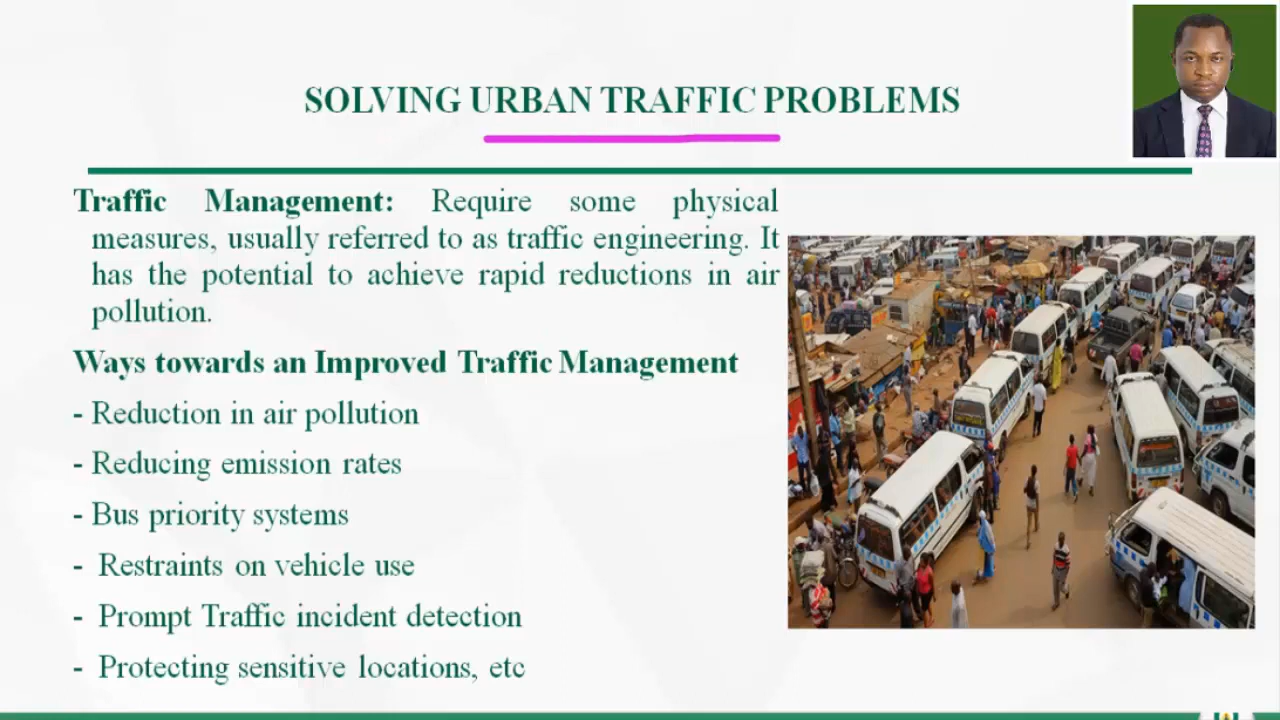 SOLVING URBAN TRAFFIC PROBLEMS
Traffic Management: Require some physical
measures, usually referred to as traffic engineering. It
has the potential to achieve rapid reductions in air
pollution.
Ways towards an Improved Traffic Management
- Reduction in air pollution
- Reducing emission rates
- Bus priority systems
- Restraints on vehicle use
- Prompt Traffic incident detection
- Protecting sensitive locations, etc